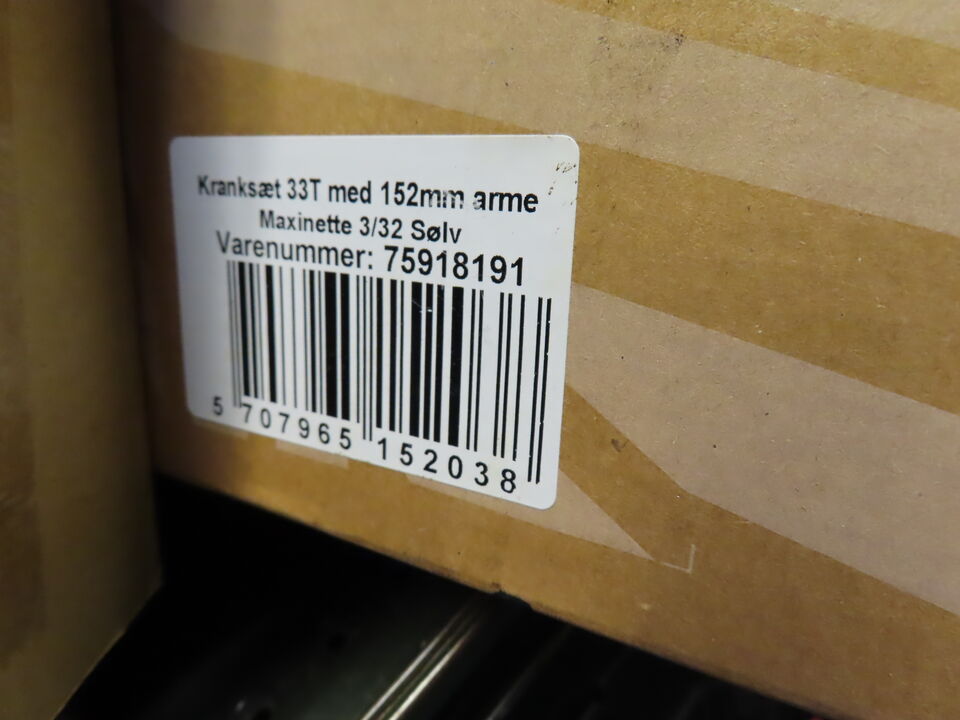 Kranksæt 33T med 152mm arme
Maxinette 3/32 Sølv
Varenummer: 75918191
5 707965 152038